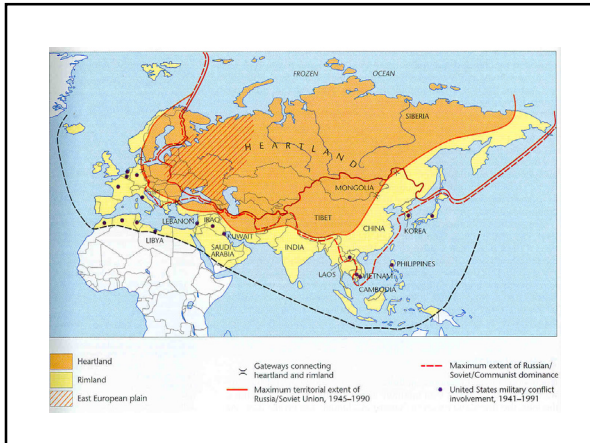 FROZEN OCEAN
SIBERIA
HEARTLAND
MONGOLIA
TIBET
CHINA
KOREA
LEBANON
IRAQ
KUWAIT
LIBYA
SAUDI
ARABIA
INDIA
LAOS
VIETNAM
CAMBODIA
PHILIPPINES
Heartland
Rimland
East European plain
Gateways connecting
heartland and rimland
Maximum territorial extent of
Russia/Soviet Union, 1945–1990
Maximum extent of Russian/
Soviet/Communist dominance
United States military conflict
involvement, 1941–1991